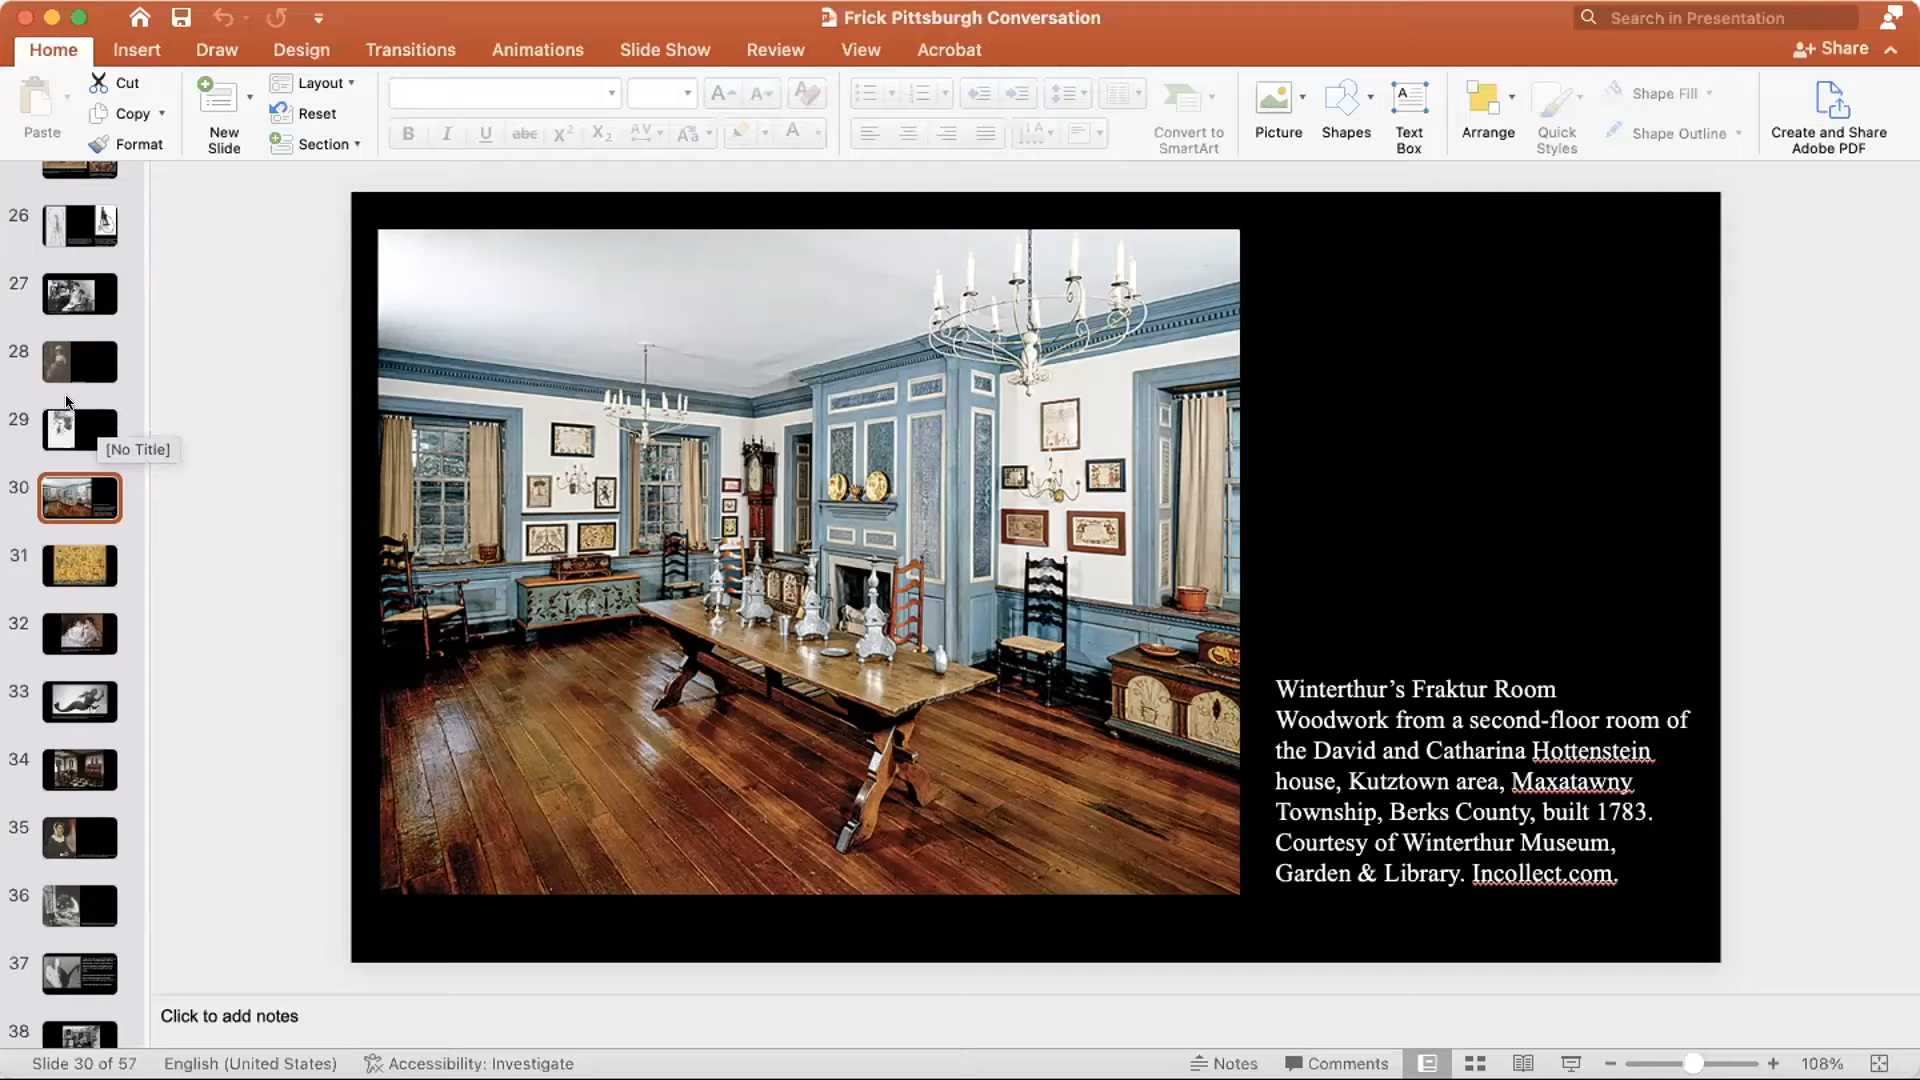 Frick Pittsburgh Conversation
Search in Presentation
Home Insert Draw Design Transitions Animations Slide Show Review View Acrobat
Share
Paste
Cut
Copy
Format
New Slide
Layout
Reset
Section
Convert to SmartArt
Picture
Shapes
Text Box
Arrange
Quick Styles
Shape Fill
Shape Outline
Create and Share Adobe PDF
26
27
28
29
[No Title]
30
31
32
33
34
35
36
37
38
Winterthur’s Fraktur Room
Woodwork from a second-floor room of
the David and Catharina Hottenstein
house, Kutztown area, Maxatawny
Township, Berks County, built 1783.
Courtesy of Winterthur Museum,
Garden & Library. Incollect.com.
Click to add notes
Slide 30 of 57 English (United States) Accessibility: Investigate Notes Comments 108%